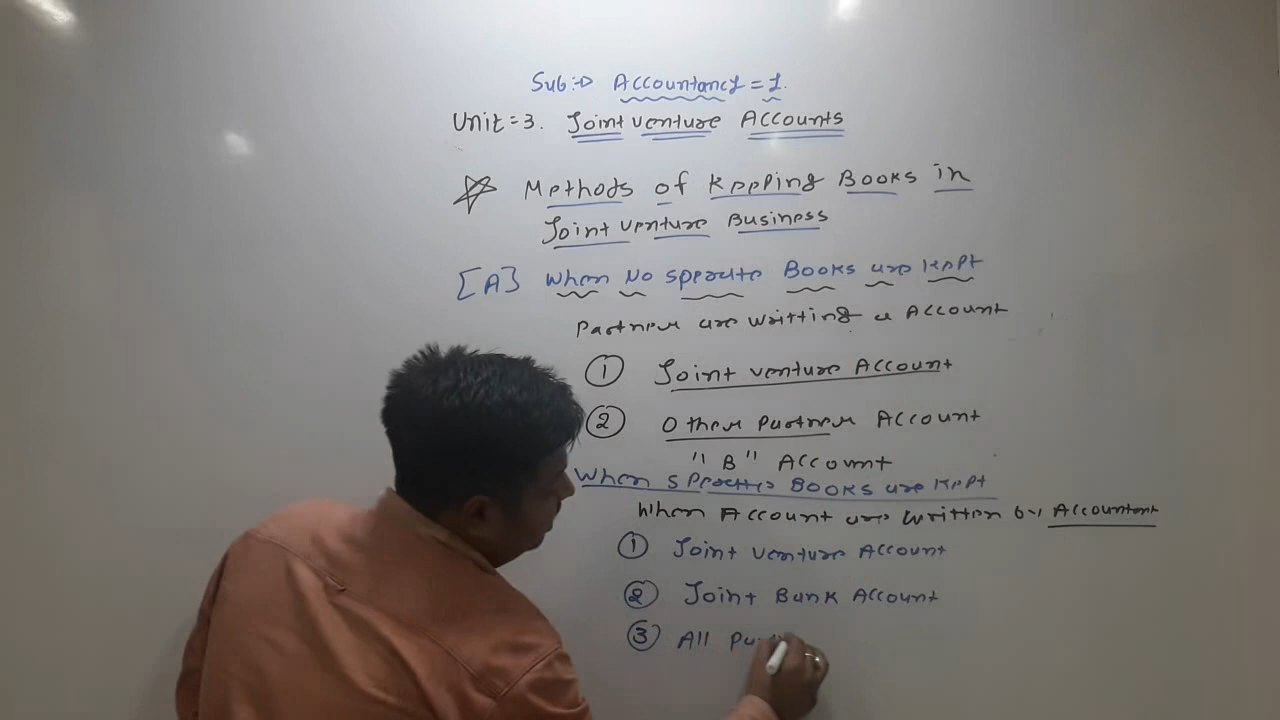 Sub:⇒ Accountancy = 1.
Unit = 3. Joint venture Accounts
Methods of Keeping Books in
Joint venture Business
[A] When No Sperate Books are Kept
Partner are writting a Account
① Joint venture Account
② Other Partner Account
"B" Account
When Sperate Books are Kept
When Account are written by Accountant
① Joint venture Account
② Joint Bank Account
③ All